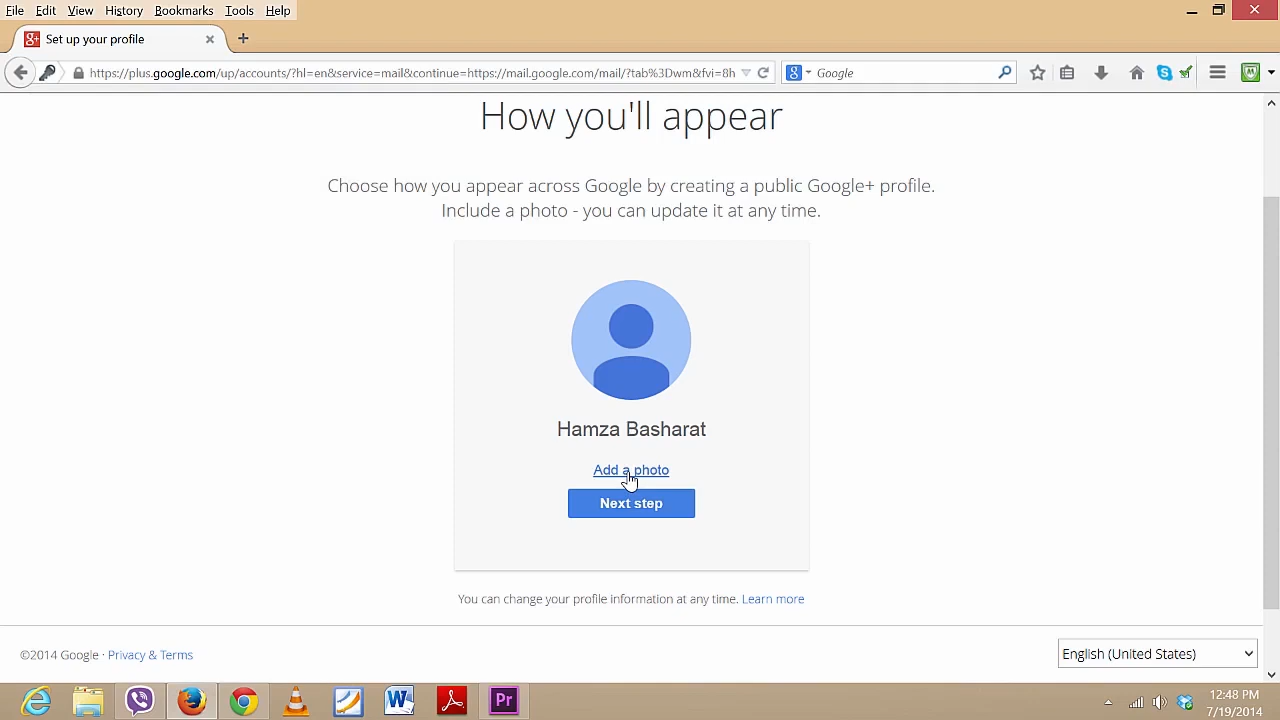 File Edit View History Bookmarks Tools Help
Set up your profile
https://plus.google.com/up/accounts/?hl=en&service=mail&continue=https://mail.google.com/mail/?tab%3Dwm&fvi=8h
Google
How you'll appear
Choose how you appear across Google by creating a public Google+ profile.
Include a photo - you can update it at any time.
Hamza Basharat
Add a photo
Next step
You can change your profile information at any time. Learn more
©2014 Google · Privacy & Terms
English (United States)
Pr
12:48 PM
7/19/2014